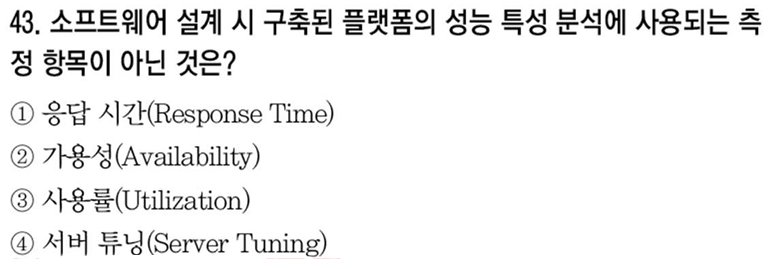 43. 소프트웨어 설계 시 구축된 플랫폼의 성능 특성 분석에 사용되는 측
정 항목이 아닌 것은?
① 응답 시간(Response Time)
② 가용성(Availability)
③ 사용률(Utilization)
④ 서버 튜닝(Server Tuning)